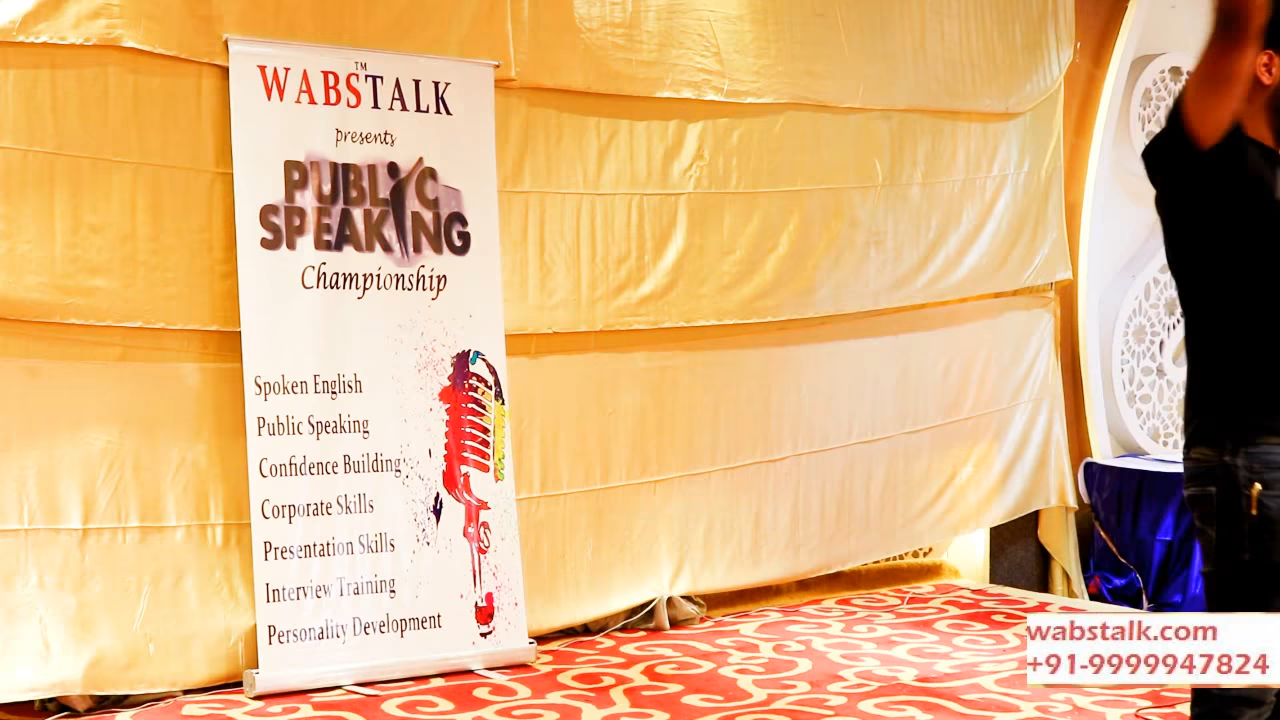 WABSTALK™
presents
PUBLIC
SPEAKING
Championship
Spoken English
Public Speaking
Confidence Building
Corporate Skills
Presentation Skills
Interview Training
Personality Development
wabstalk.com
+91-9999947824